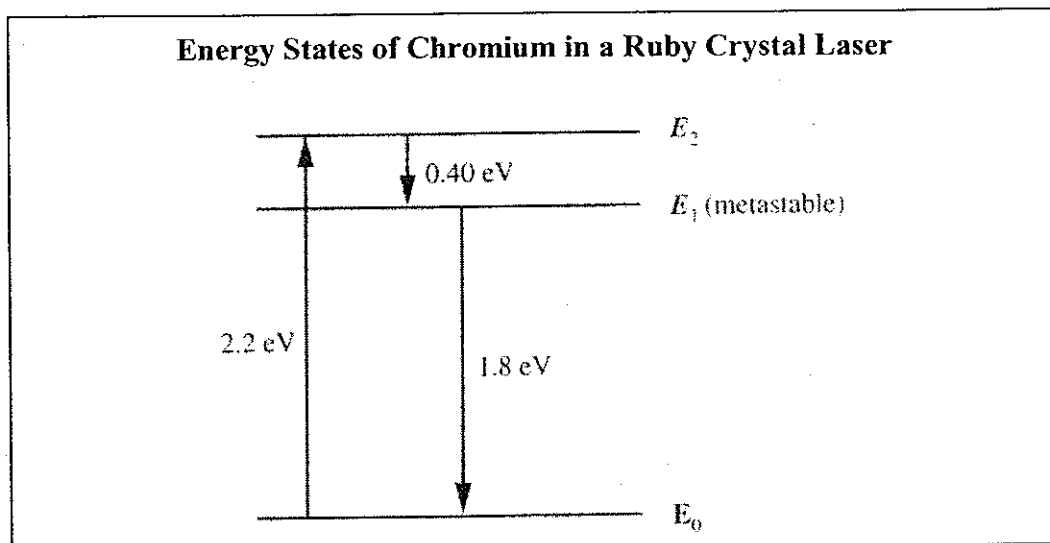 Energy States of Chromium in a Ruby Crystal Laser
E₂
0.40 eV
E₁ (metastable)
2.2 eV
1.8 eV
E₀